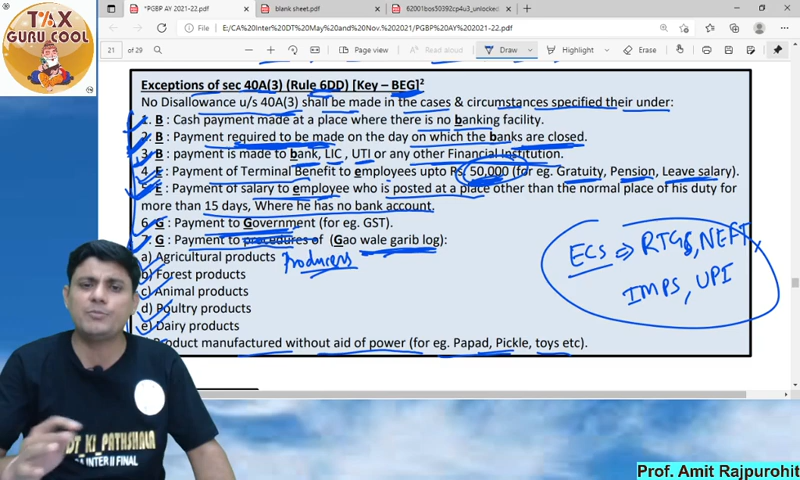 TAX
GURU COOL
*PGBP AY 2021-22.pdf
blank sheet.pdf
62001bos50392cp4u3_unlocked
E:/CA%20Inter%20DT%20May%20and%20Nov.%202021/PGBP%20AY%2021-22.pdf
21 of 29
Page view
Read aloud
Draw
Highlight
Erase
Exceptions of sec 40A(3) (Rule 6DD) [Key – BEG]²
No Disallowance u/s 40A(3) shall be made in the cases & circumstances specified their under:
1. B: Cash payment made at a place where there is no banking facility.
2. B: Payment required to be made on the day on which the banks are closed.
3. B: payment is made to bank, LIC , UTI or any other Financial Institution.
4. E: Payment of Terminal Benefit to employees upto Rs. 50,000 (for eg. Gratuity, Pension, Leave salary).
5. E: Payment of salary to employee who is posted at a place other than the normal place of his duty for
more than 15 days, Where he has no bank account.
6. G: Payment to Government (for eg. GST).
7. G: Payment to procedures of (Gao wale garib log):
a) Agricultural products
Producers
b) Forest products
c) Animal products
d) Poultry products
e) Dairy products
Product manufactured without aid of power (for eg. Papad, Pickle, toys etc).
ECS ⇒ RTGS, NEFT,
IMPS, UPI
DT KI PATHSHALA
CA INTER II FINAL
Prof. Amit Rajpurohit